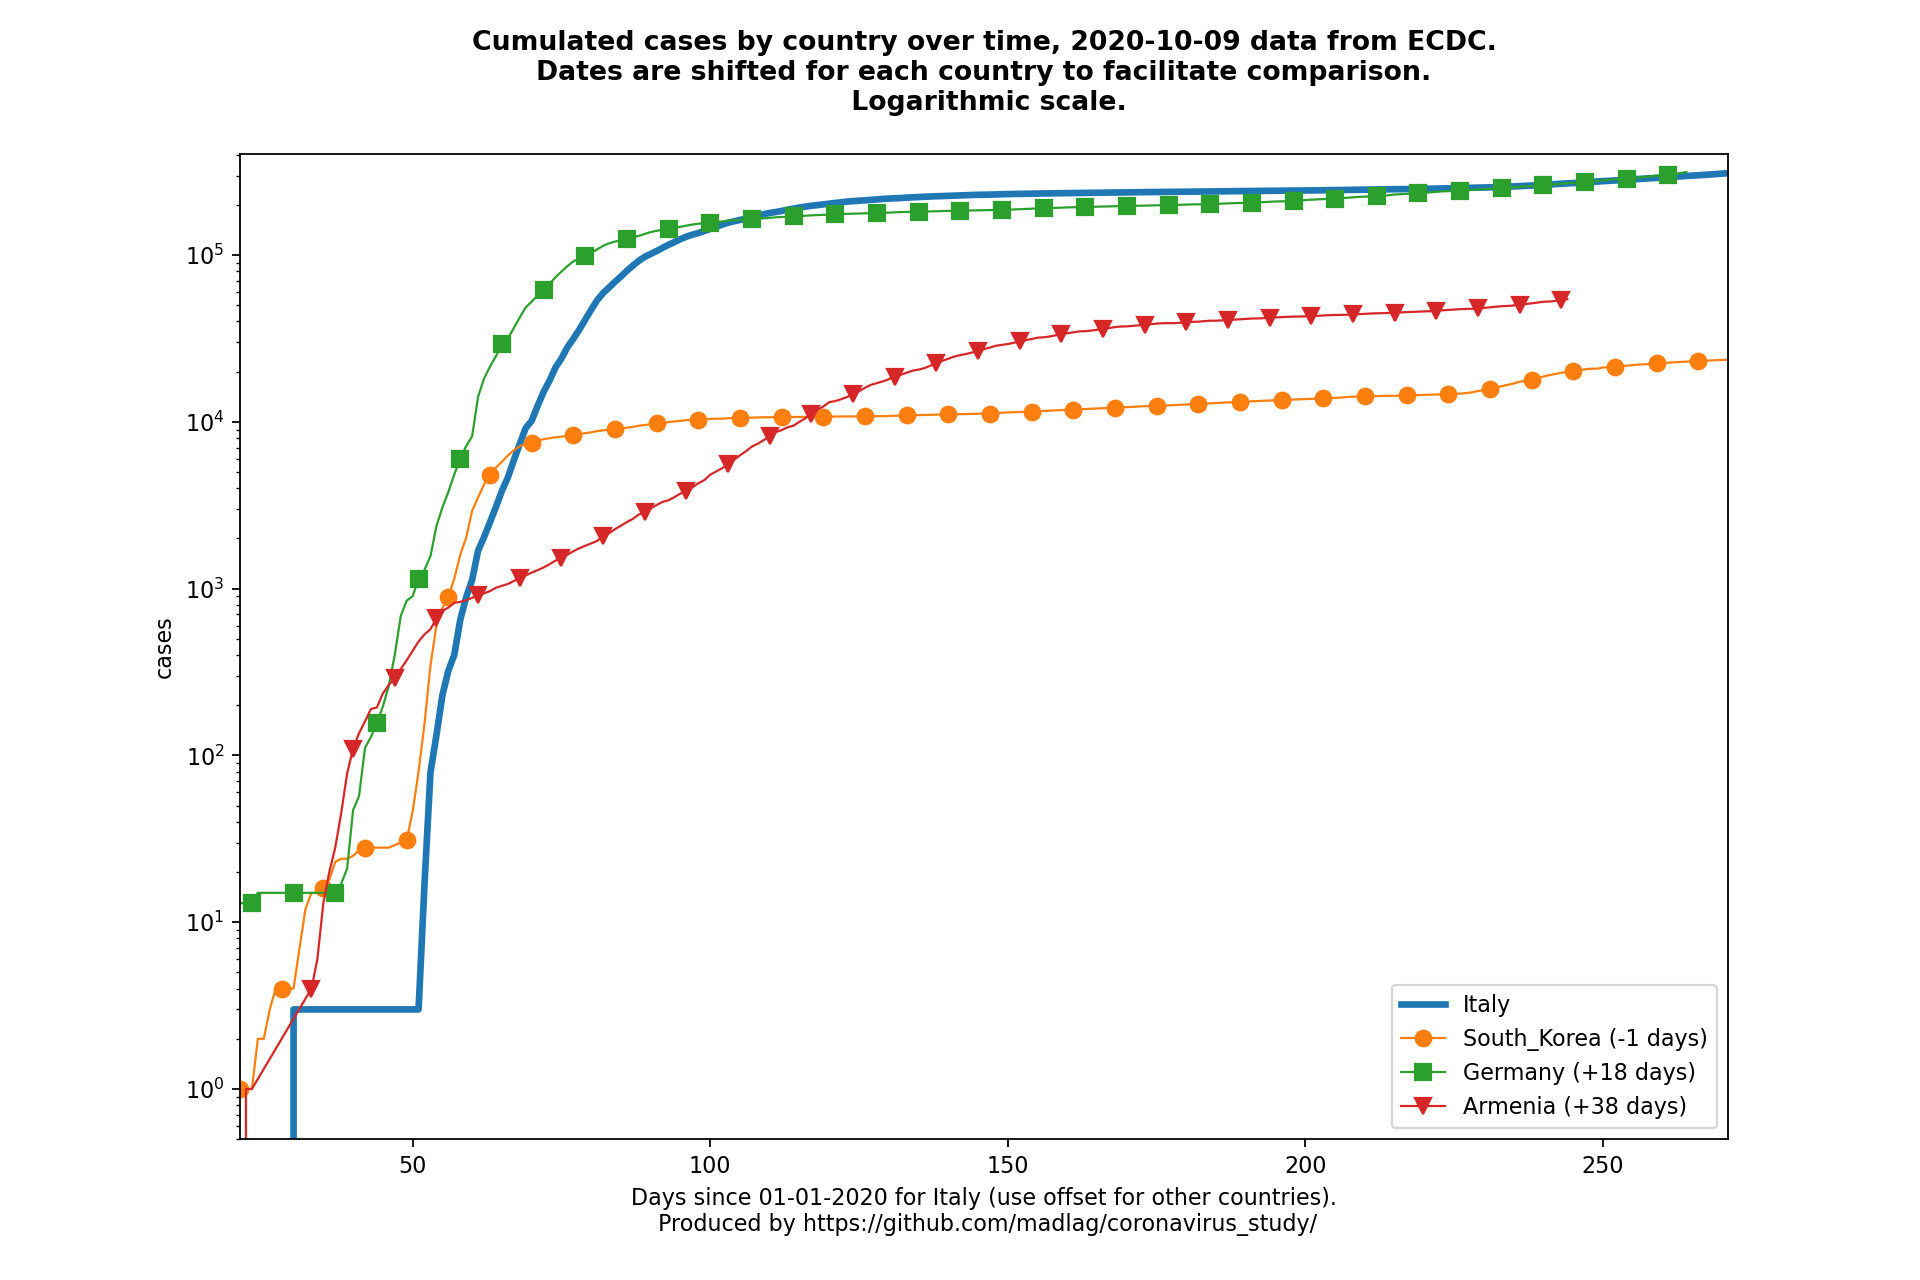 Cumulated cases by country over time, 2020-10-09 data from ECDC.
Dates are shifted for each country to facilitate comparison.
Logarithmic scale.
10^5
10^4
10^3
10^2
10^1
10^0
cases
50
100
150
200
250
Italy
South_Korea (-1 days)
Germany (+18 days)
Armenia (+38 days)
Days since 01-01-2020 for Italy (use offset for other countries).
Produced by https://github.com/madlag/coronavirus_study/